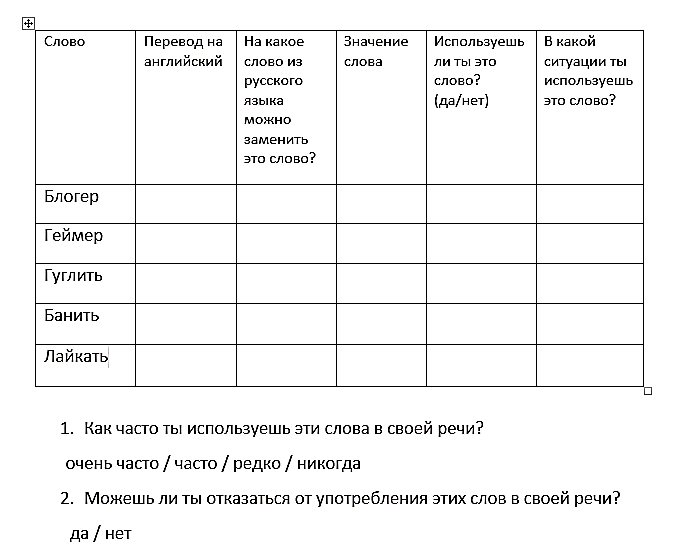 Слово
Перевод на
английский
На какое
слово из
русского
языка
можно
заменить
это слово?
Значение
слова
Используешь
ли ты это
слово?
(да/нет)
В какой
ситуации ты
используешь
это слово?
Блогер
Геймер
Гуглить
Банить
Лайкать
1. Как часто ты используешь эти слова в своей речи?
очень часто / часто / редко / никогда
2. Можешь ли ты отказаться от употребления этих слов в своей речи?
да / нет